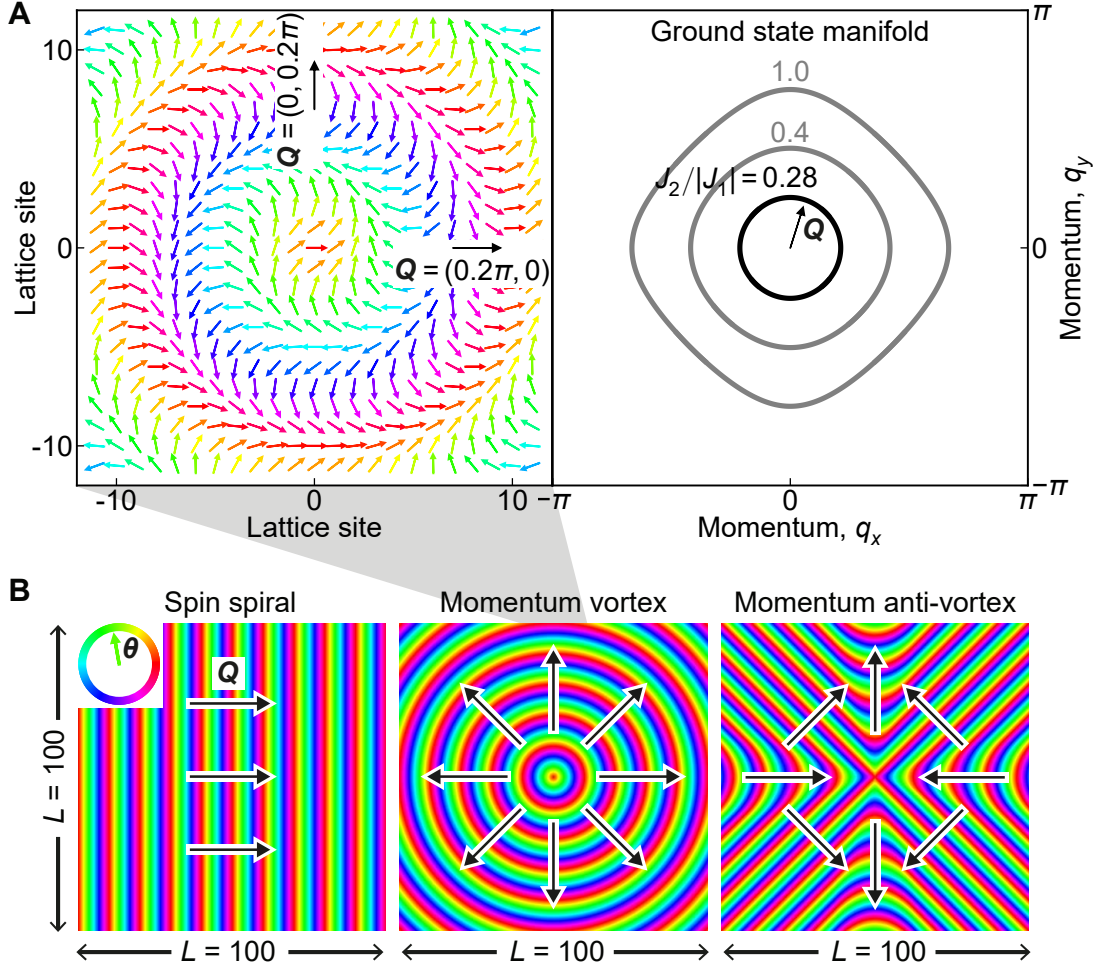 A
10
0
-10
Lattice site
-10
0
10
Lattice site
Q = (0, 0.2π)
Q = (0.2π, 0)
Ground state manifold
1.0
0.4
J₂/|J₁| = 0.28
Q
π
0
-π
Momentum, qy
−π
0
π
Momentum, qx
B
Spin spiral
Momentum vortex
Momentum anti-vortex
θ
Q
L = 100
L = 100
L = 100
L = 100